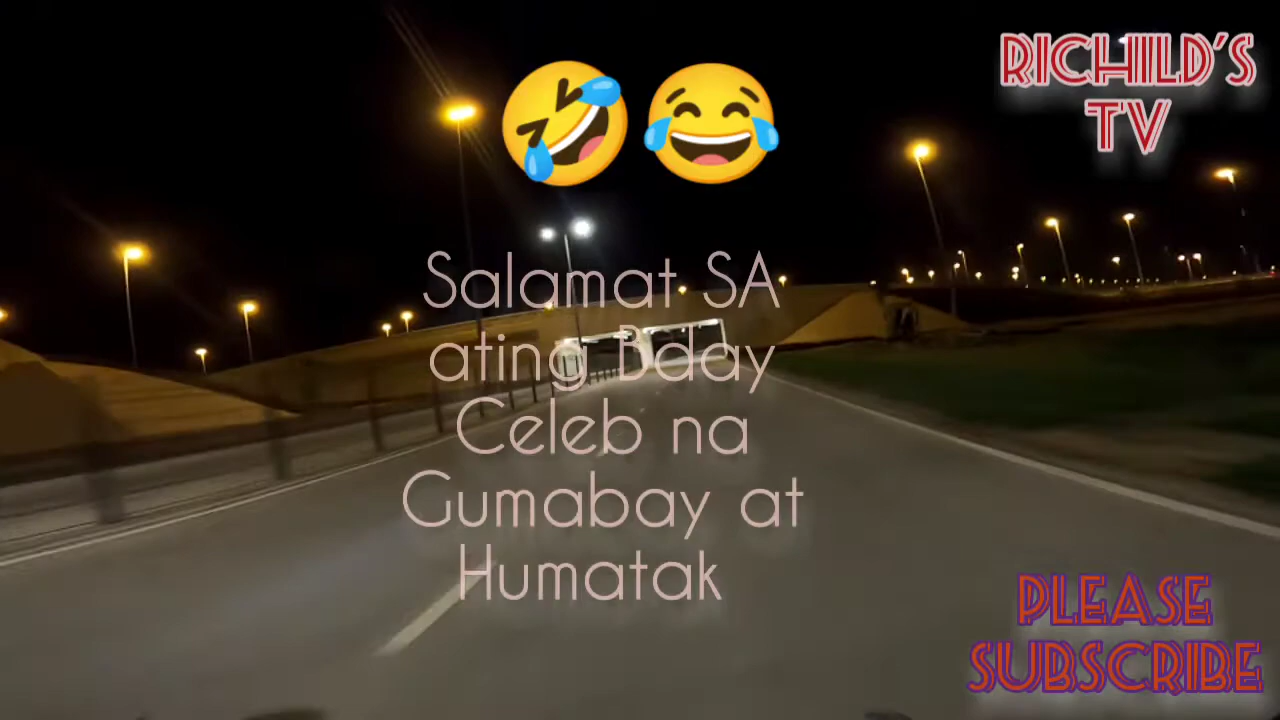 RICHILD'S
TV
Salamat SA
ating Bday
Celeb na
Gumabay at
Humatak
PLEASE
SUBSCRIBE